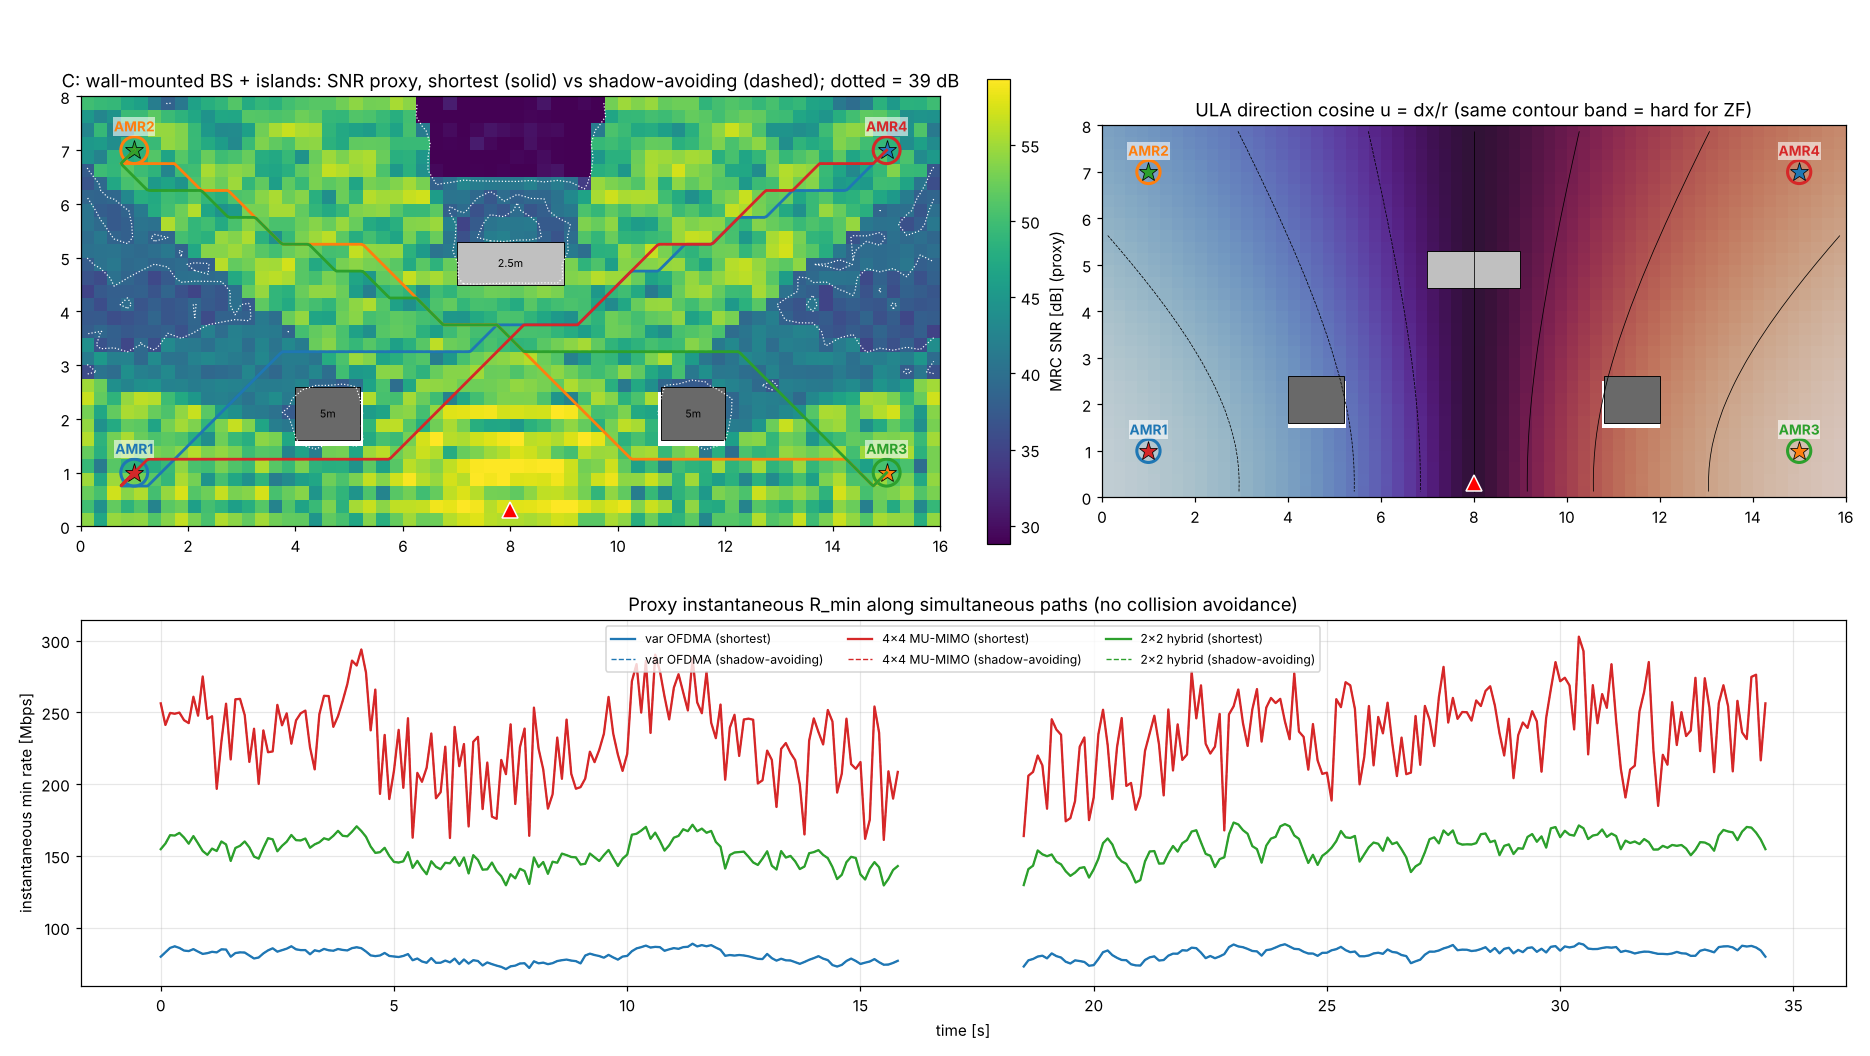 C: wall-mounted BS + islands: SNR proxy, shortest (solid) vs shadow-avoiding (dashed); dotted = 39 dB
8
7
6
5
4
3
2
1
0
AMR2
AMR4
2.5m
5m
5m
AMR1
AMR3
0
2
4
6
8
10
12
14
16
55
50
45
40
35
30
MRC SNR [dB] (proxy)
ULA direction cosine u = dx/r (same contour band = hard for ZF)
8
7
6
5
4
3
2
1
0
AMR2
AMR4
AMR1
AMR3
0
2
4
6
8
10
12
14
16
Proxy instantaneous R_min along simultaneous paths (no collision avoidance)
var OFDMA (shortest)
var OFDMA (shadow-avoiding)
4×4 MU-MIMO (shortest)
4×4 MU-MIMO (shadow-avoiding)
2×2 hybrid (shortest)
2×2 hybrid (shadow-avoiding)
instantaneous min rate [Mbps]
300
250
200
150
100
0
5
10
15
20
25
30
35
time [s]